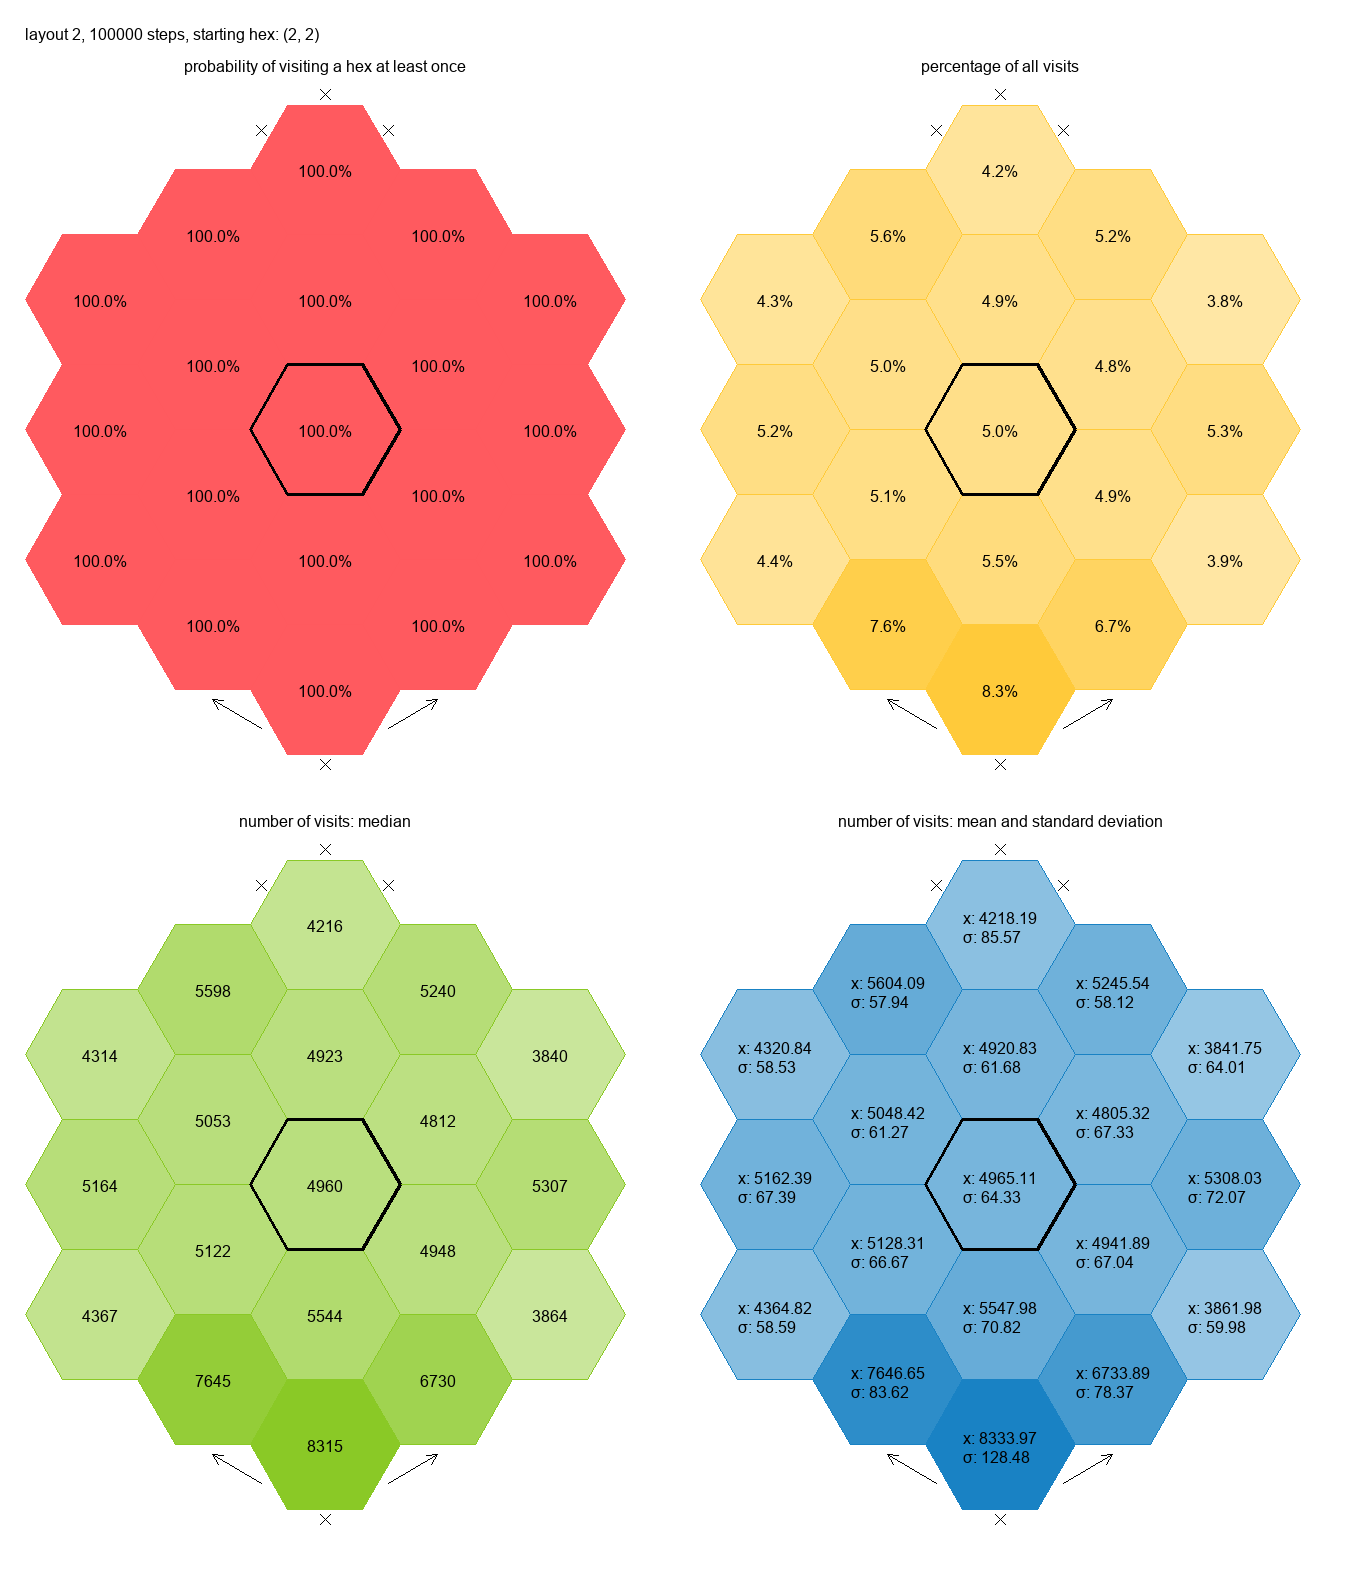 layout 2, 100000 steps, starting hex: (2, 2)
probability of visiting a hex at least once
100.0%
100.0% 100.0%
100.0% 100.0% 100.0%
100.0% 100.0%
100.0% 100.0% 100.0%
100.0% 100.0%
100.0% 100.0% 100.0%
100.0% 100.0%
100.0%
percentage of all visits
4.2%
5.6% 5.2%
4.3% 4.9% 3.8%
5.0% 4.8%
5.2% 5.0% 5.3%
5.1% 4.9%
4.4% 5.5% 3.9%
7.6% 6.7%
8.3%
number of visits: median
4216
5598 5240
4314 4923 3840
5053 4812
5164 4960 5307
5122 4948
4367 5544 3864
7645 6730
8315
number of visits: mean and standard deviation
x: 4218.19
σ: 85.57
x: 5604.09 x: 5245.54
σ: 57.94 σ: 58.12
x: 4320.84 x: 4920.83 x: 3841.75
σ: 58.53 σ: 61.68 σ: 64.01
x: 5048.42 x: 4805.32
σ: 61.27 σ: 67.33
x: 5162.39 x: 4965.11 x: 5308.03
σ: 67.39 σ: 64.33 σ: 72.07
x: 5128.31 x: 4941.89
σ: 66.67 σ: 67.04
x: 4364.82 x: 5547.98 x: 3861.98
σ: 58.59 σ: 70.82 σ: 59.98
x: 7646.65 x: 6733.89
σ: 83.62 σ: 78.37
x: 8333.97
σ: 128.48